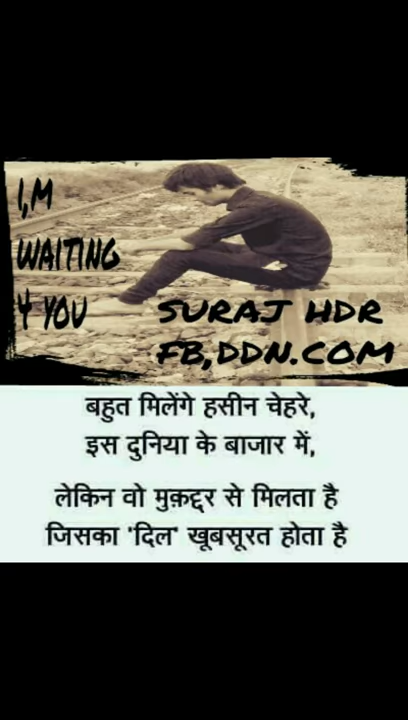 I,M
WAITING
4 YOU
SURAJ HDR
FB,DDN.COM
बहुत मिलेंगे हसीन चेहरे,
इस दुनिया के बाजार में,
लेकिन वो मुक़द्दर से मिलता है
जिसका 'दिल' खूबसूरत होता है